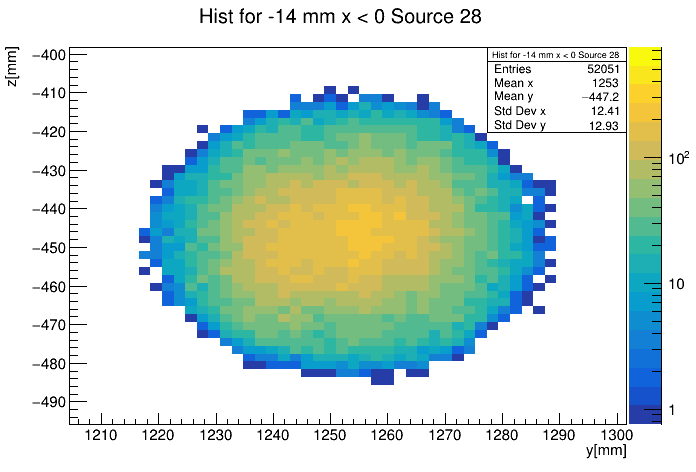 Hist for -14 mm x < 0 Source 28
z[mm]
Hist for -14 mm x < 0 Source 28
Entries 52051
Mean x 1253
Mean y −447.2
Std Dev x 12.41
Std Dev y 12.93
−400
−410
−420
−430
−440
−450
−460
−470
−480
−490
10²
10
1
1210 1220 1230 1240 1250 1260 1270 1280 1290 1300
y[mm]